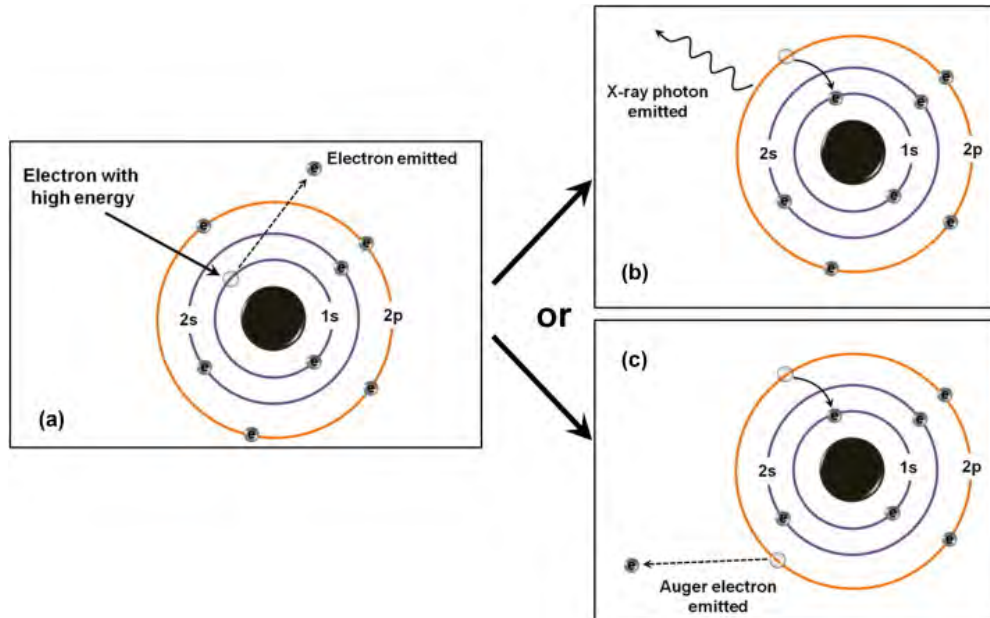 Electron with
high energy
Electron emitted
e
e
e
e
e
e
e
2s
1s
2p
(a)
or
X-ray photon
emitted
e
e
e
e
e
e
e
2s
1s
2p
(b)
(c)
e
e
e
e
e
e
e
2s
1s
2p
Auger electron
emitted